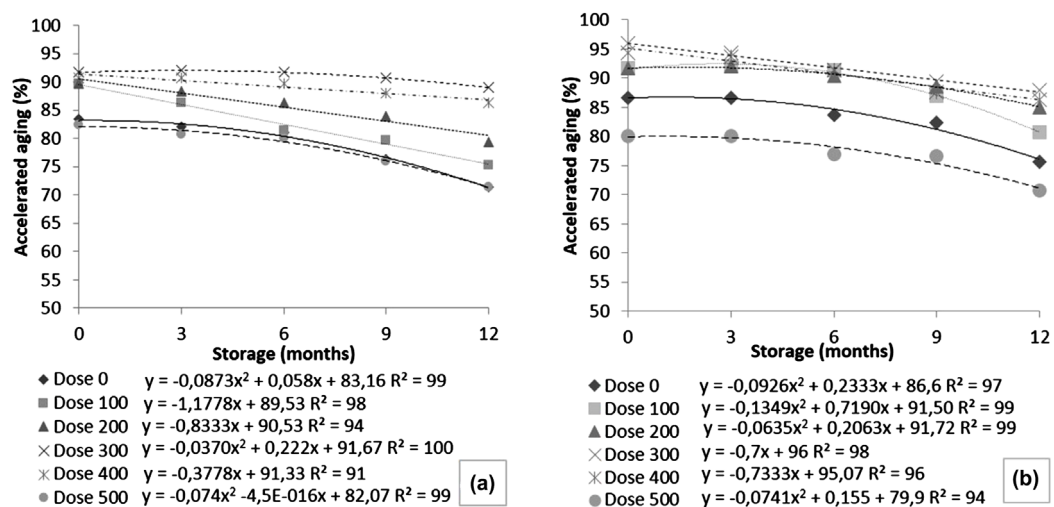 Accelerated aging (%)
100
95
90
85
80
75
70
65
60
55
50
0 3 6 9 12
Storage (months)
Dose 0 y = -0,0873x² + 0,058x + 83,16 R² = 99
Dose 100 y = -1,1778x + 89,53 R² = 98
Dose 200 y = -0,8333x + 90,53 R² = 94
Dose 300 y = -0,0370x² + 0,222x + 91,67 R² = 100
Dose 400 y = -0,3778x + 91,33 R² = 91
Dose 500 y = -0,074x² -4,5E-016x + 82,07 R² = 99
(a)
Accelerated aging (%)
100
95
90
85
80
75
70
65
60
55
50
0 3 6 9 12
Storage (months)
Dose 0 y = -0,0926x² + 0,2333x + 86,6 R² = 97
Dose 100 y = -0,1349x² + 0,7190x + 91,50 R² = 99
Dose 200 y = -0,0635x² + 0,2063x + 91,72 R² = 99
Dose 300 y = -0,7x + 96 R² = 98
Dose 400 y = -0,7333x + 95,07 R² = 96
Dose 500 y = -0,0741x² + 0,155 + 79,9 R² = 94
(b)